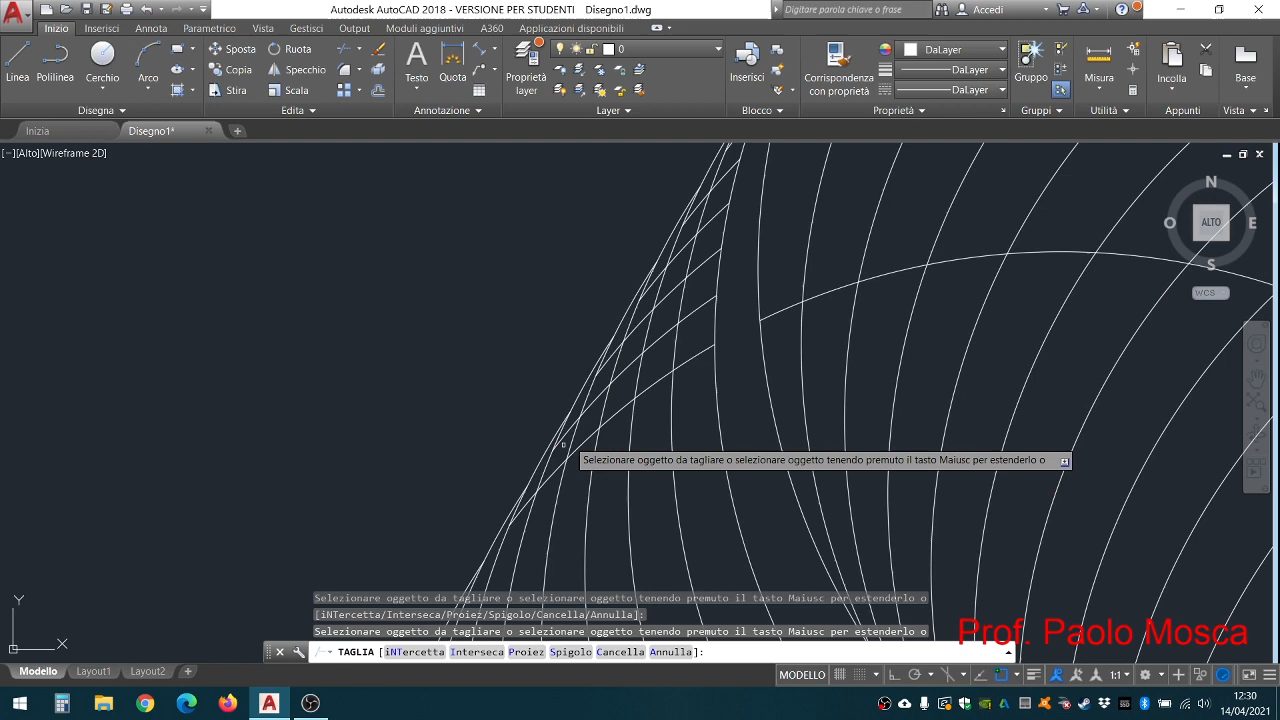 Autodesk AutoCAD 2018 - VERSIONE PER STUDENTI Disegno1.dwg
Digitare parola chiave o frase
Accedi
Inizio Inserisci Annota Parametrico Vista Gestisci Output Moduli aggiuntivi A360 Applicazioni disponibili
Linea
Polilinea
Cerchio
Arco
Sposta
Ruota
Copia
Specchio
Stira
Scala
Testo
Quota
Proprietà
layer
0
Inserisci
Corrispondenza
con proprietà
DaLayer
DaLayer
DaLayer
Gruppo
Misura
Incolla
Base
Disegna Edita Annotazione Layer Blocco Proprietà Gruppi Utilità Appunti Vista
Inizia
Disegno1*
[−][Alto][Wireframe 2D]
N
O
ALTO
E
S
WCS
Selezionare oggetto da tagliare o selezionare oggetto tenendo premuto il tasto Maiusc per estenderlo o
Selezionare oggetto da tagliare o selezionare oggetto tenendo premuto il tasto Maiusc per estenderlo o
[iNTercetta/Interseca/Proiez/Spigolo/Cancella/Annulla]:
Selezionare oggetto da tagliare o selezionare oggetto tenendo premuto il tasto Maiusc per estenderlo o
TAGLIA [iNTercetta Interseca Proiez Spigolo Cancella Annulla]:
Prof. Paolo Mosca
Y
X
Modello Layout1 Layout2
MODELLO
1:1
12:30
14/04/2021